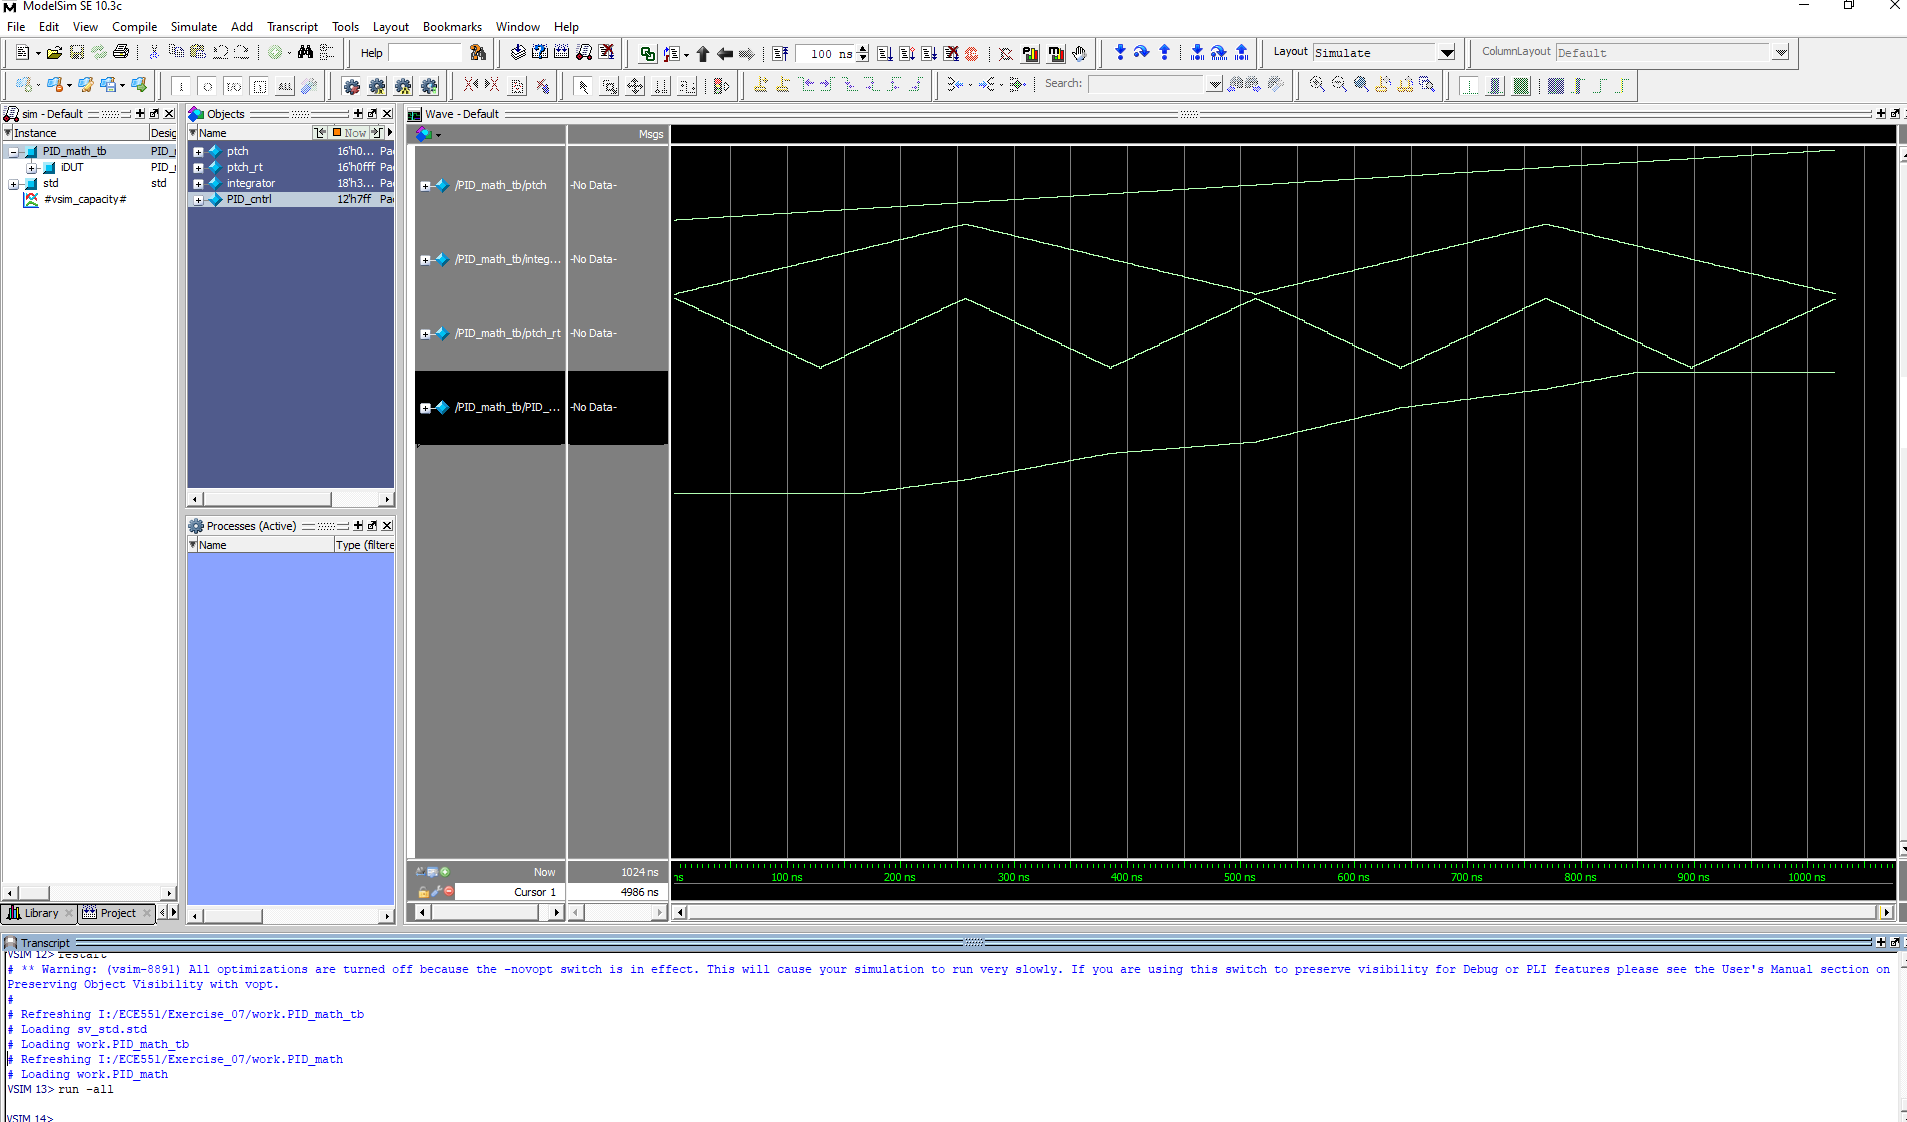 ModelSim SE 10.3c
File Edit View Compile Simulate Add Transcript Tools Layout Bookmarks Window Help
Help
100 ns
Layout Simulate
ColumnLayout Default
1 0 I/O ALL
Search:
sim - Default
Instance Desig
PID_math_tb PID_
iDUT PID_
std std
#vsim_capacity#
Library Project
Objects
Name Now
ptch 16'h0... Pa
ptch_rt 16'h0fff Pa
integrator 18'h3... Pa
PID_cntrl 12'h7ff Pa
Processes (Active)
Name Type (filtere
Wave - Default
Msgs
/PID_math_tb/ptch -No Data-
/PID_math_tb/integ... -No Data-
/PID_math_tb/ptch_rt -No Data-
/PID_math_tb/PID_... -No Data-
Now 1024 ns
Cursor 1 4986 ns
ns 100 ns 200 ns 300 ns 400 ns 500 ns 600 ns 700 ns 800 ns 900 ns 1000 ns
Transcript
VSIM 12> restart
# ** Warning: (vsim-8891) All optimizations are turned off because the -novopt switch is in effect. This will cause your simulation to run very slowly. If you are using this switch to preserve visibility for Debug or PLI features please see the User's Manual section on
Preserving Object Visibility with vopt.
#
# Refreshing I:/ECE551/Exercise_07/work.PID_math_tb
# Loading sv_std.std
# Loading work.PID_math_tb
# Refreshing I:/ECE551/Exercise_07/work.PID_math
# Loading work.PID_math
VSIM 13> run -all
VSIM 14>